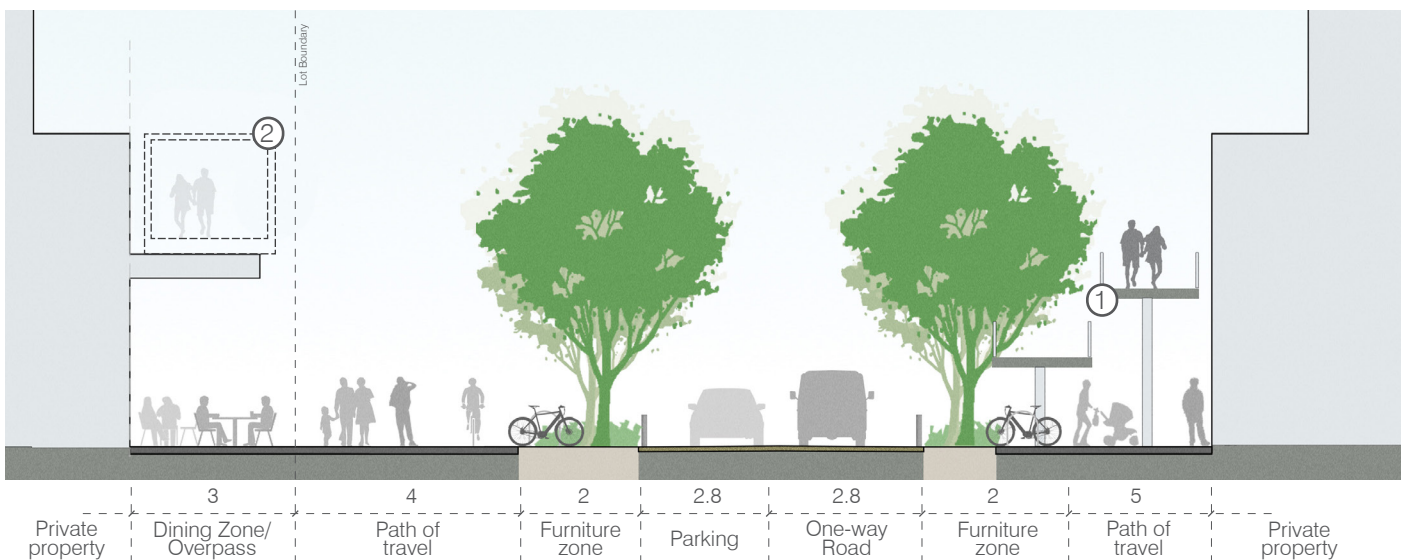 Lot Boundary
2
1
3
4
2
2.8
2.8
2
5
Private
property
Dining Zone/
Overpass
Path of
travel
Furniture
zone
Parking
One-way
Road
Furniture
zone
Path of
travel
Private
property